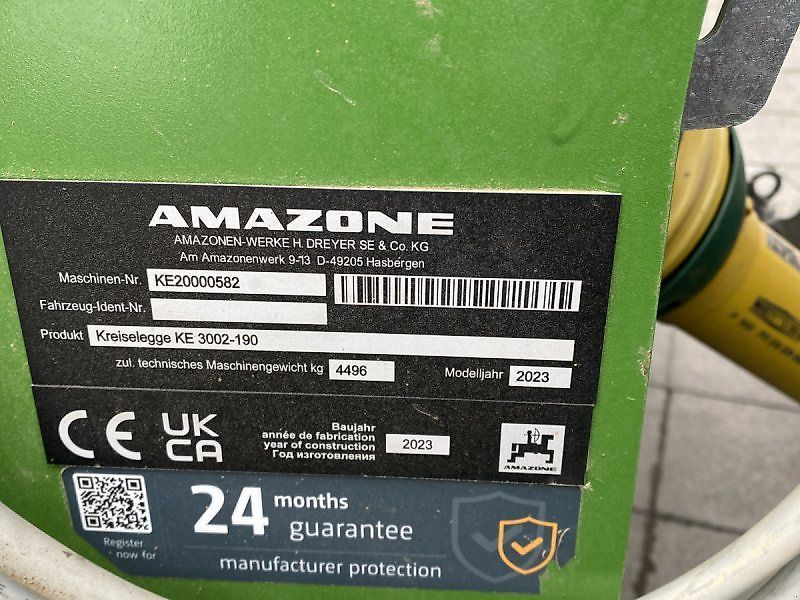 AMAZONE
AMAZONEN-WERKE H. DREYER SE & Co. KG
Am Amazonenwerk 9-13 D-49205 Hasbergen
Maschinen-Nr. KE20000582
Fahrzeug-Ident-Nr.
Produkt Kreiselegge KE 3002-190
zul. technisches Maschinengewicht kg 4496 Modelljahr 2023
CE UK CA
Baujahr
année de fabrication
year of construction
Год изготовления
2023
AMAZONE
24 months
guarantee
Register
now for
manufacturer protection